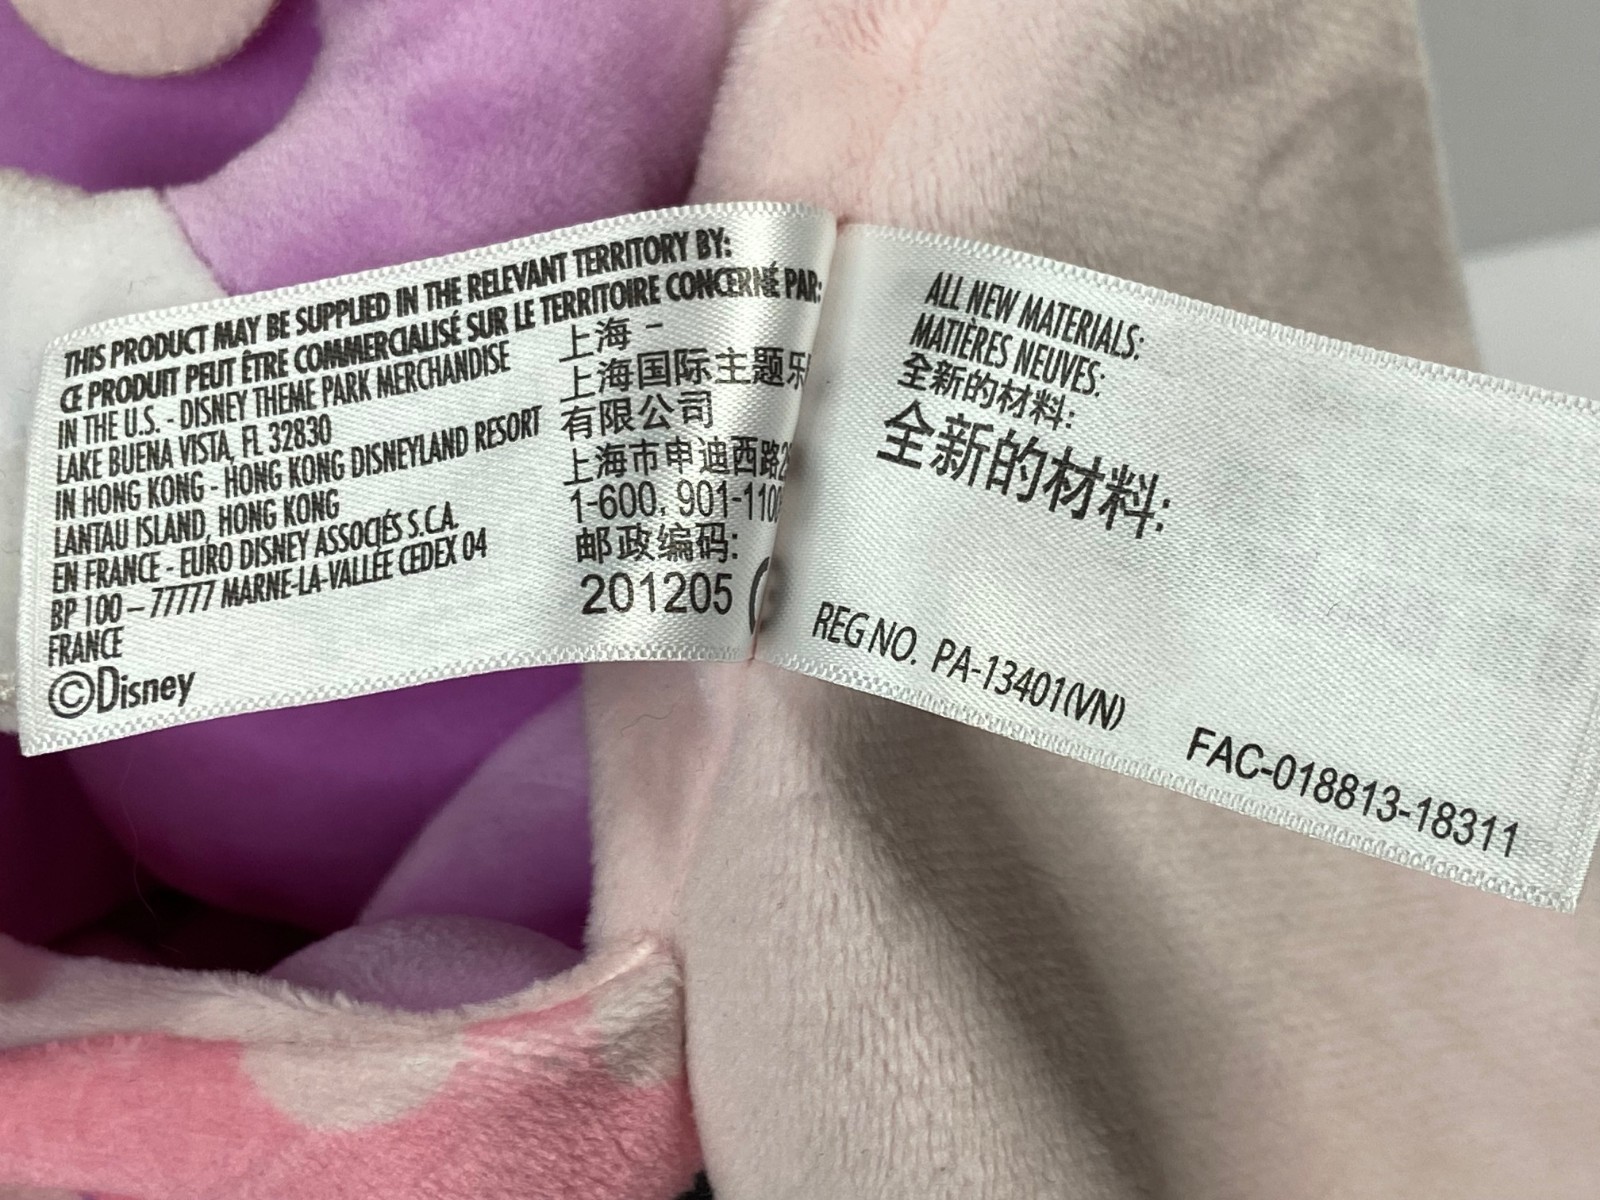 THIS PRODUCT MAY BE SUPPLIED IN THE RELEVANT TERRITORY BY:
CE PRODUIT PEUT ÊTRE COMMERCIALISÉ SUR LE TERRITOIRE CONCERNÉ PAR:
IN THE U.S. - DISNEY THEME PARK MERCHANDISE
LAKE BUENA VISTA, FL 32830
IN HONG KONG - HONG KONG DISNEYLAND RESORT
LANTAU ISLAND, HONG KONG
EN FRANCE - EURO DISNEY ASSOCIÉS S.C.A.
BP 100 – 77777 MARNE-LA-VALLÉE CEDEX 04
FRANCE
©Disney
上海 -
上海国际主题乐
有限公司
上海市申迪西路
1-600, 901-1100
邮政编码:
201205
ALL NEW MATERIALS:
MATIÈRES NEUVES:
全新的材料:
全新的材料:
REG NO. PA-13401(VN)
FAC-018813-18311